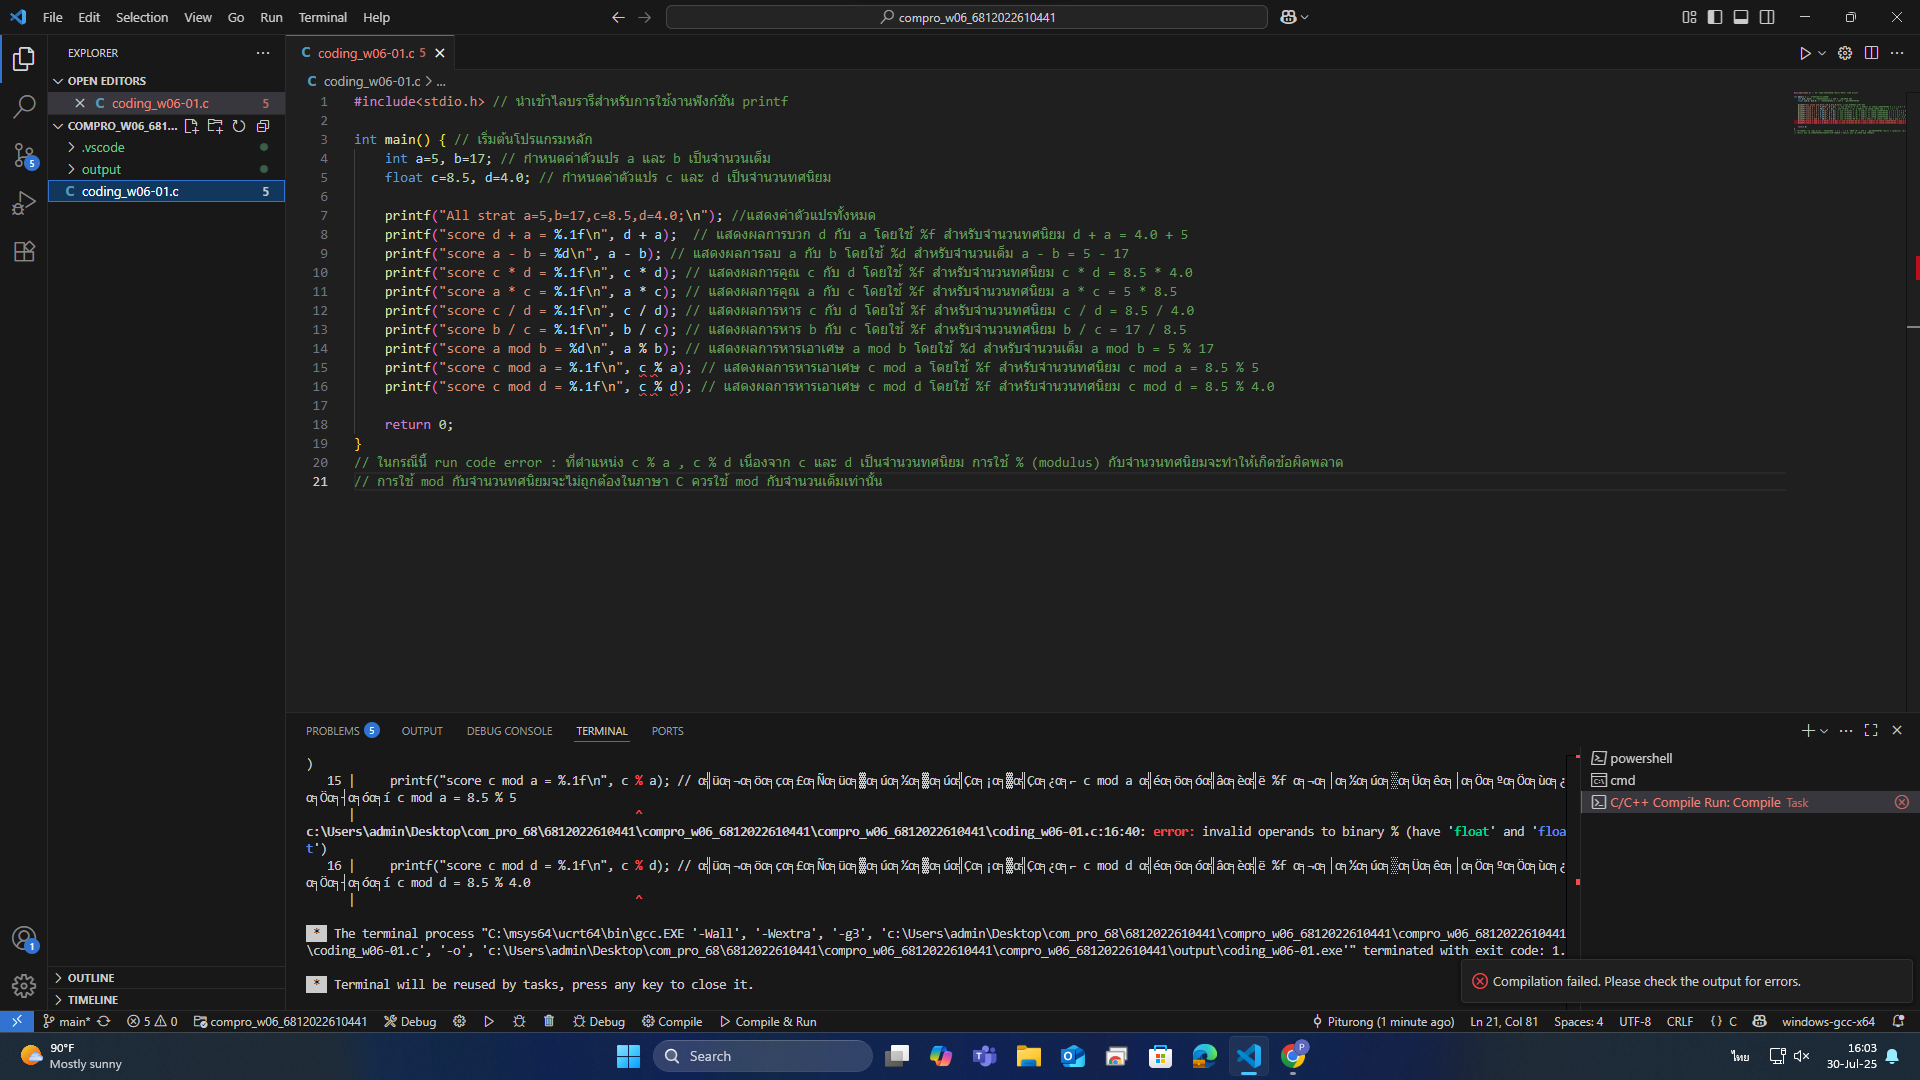 File Edit Selection View Go Run Terminal Help
compro_w06_6812022610441
EXPLORER
OPEN EDITORS
coding_w06-01.c 5
COMPRO_W06_681...
.vscode
output
coding_w06-01.c 5
OUTLINE
TIMELINE
5
1
coding_w06-01.c 5
coding_w06-01.c > ...
1 #include<stdio.h> // นำเข้าไลบรารีสำหรับการใช้งานฟังก์ชัน printf
2
3 int main() { // เริ่มต้นโปรแกรมหลัก
4 int a=5, b=17; // กำหนดค่าตัวแปร a และ b เป็นจำนวนเต็ม
5 float c=8.5, d=4.0; // กำหนดค่าตัวแปร c และ d เป็นจำนวนทศนิยม
6
7 printf("All strat a=5,b=17,c=8.5,d=4.0;\n"); //แสดงค่าตัวแปรทั้งหมด
8 printf("score d + a = %.1f\n", d + a);  // แสดงผลการบวก d กับ a โดยใช้ %f สำหรับจำนวนทศนิยม d + a = 4.0 + 5
9 printf("score a - b = %d\n", a - b); // แสดงผลการลบ a กับ b โดยใช้ %d สำหรับจำนวนเต็ม a - b = 5 - 17
10 printf("score c * d = %.1f\n", c * d); // แสดงผลการคูณ c กับ d โดยใช้ %f สำหรับจำนวนทศนิยม c * d = 8.5 * 4.0
11 printf("score a * c = %.1f\n", a * c); // แสดงผลการคูณ a กับ c โดยใช้ %f สำหรับจำนวนทศนิยม a * c = 5 * 8.5
12 printf("score c / d = %.1f\n", c / d); // แสดงผลการหาร c กับ d โดยใช้ %f สำหรับจำนวนทศนิยม c / d = 8.5 / 4.0
13 printf("score b / c = %.1f\n", b / c); // แสดงผลการหาร b กับ c โดยใช้ %f สำหรับจำนวนทศนิยม b / c = 17 / 8.5
14 printf("score a mod b = %d\n", a % b); // แสดงผลการหารเอาเศษ a mod b โดยใช้ %d สำหรับจำนวนเต็ม a mod b = 5 % 17
15 printf("score c mod a = %.1f\n", c % a); // แสดงผลการหารเอาเศษ c mod a โดยใช้ %f สำหรับจำนวนทศนิยม c mod a = 8.5 % 5
16 printf("score c mod d = %.1f\n", c % d); // แสดงผลการหารเอาเศษ c mod d โดยใช้ %f สำหรับจำนวนทศนิยม c mod d = 8.5 % 4.0
17
18 return 0;
19 }
20 // ในกรณีนี้ run code error : ที่ตำแหน่ง c % a , c % d เนื่องจาก c และ d เป็นจำนวนทศนิยม การใช้ % (modulus) กับจำนวนทศนิยมจะทำให้เกิดข้อผิดพลาด
21 // การใช้ mod กับจำนวนทศนิยมจะไม่ถูกต้องในภาษา C ควรใช้ mod กับจำนวนเต็มเท่านั้น
PROBLEMS 5 OUTPUT DEBUG CONSOLE TERMINAL PORTS
)
15 | printf("score c mod a = %.1f\n", c % a); // c mod a %f
c mod a = 8.5 % 5
| ^
c:\Users\admin\Desktop\com_pro_68\6812022610441\compro_w06_6812022610441\compro_w06_6812022610441\coding_w06-01.c:16:40: error: invalid operands to binary % (have 'float' and 'floa
t')
16 | printf("score c mod d = %.1f\n", c % d); // c mod d %f
c mod d = 8.5 % 4.0
| ^
* The terminal process "C:\msys64\ucrt64\bin\gcc.EXE '-Wall', '-Wextra', '-g3', 'c:\Users\admin\Desktop\com_pro_68\6812022610441\compro_w06_6812022610441\compro_w06_6812022610441
\coding_w06-01.c', '-o', 'c:\Users\admin\Desktop\com_pro_68\6812022610441\compro_w06_6812022610441\compro_w06_6812022610441\output\coding_w06-01.exe'" terminated with exit code: 1.
* Terminal will be reused by tasks, press any key to close it.
powershell
cmd
C/C++ Compile Run: Compile Task
Compilation failed. Please check the output for errors.
main* 5 0 compro_w06_6812022610441 Debug Debug Compile Compile & Run Piturong (1 minute ago) Ln 21, Col 81 Spaces: 4 UTF-8 CRLF {} C windows-gcc-x64
90°F
Mostly sunny
Search
P
ไทย
16:03
30-Jul-25